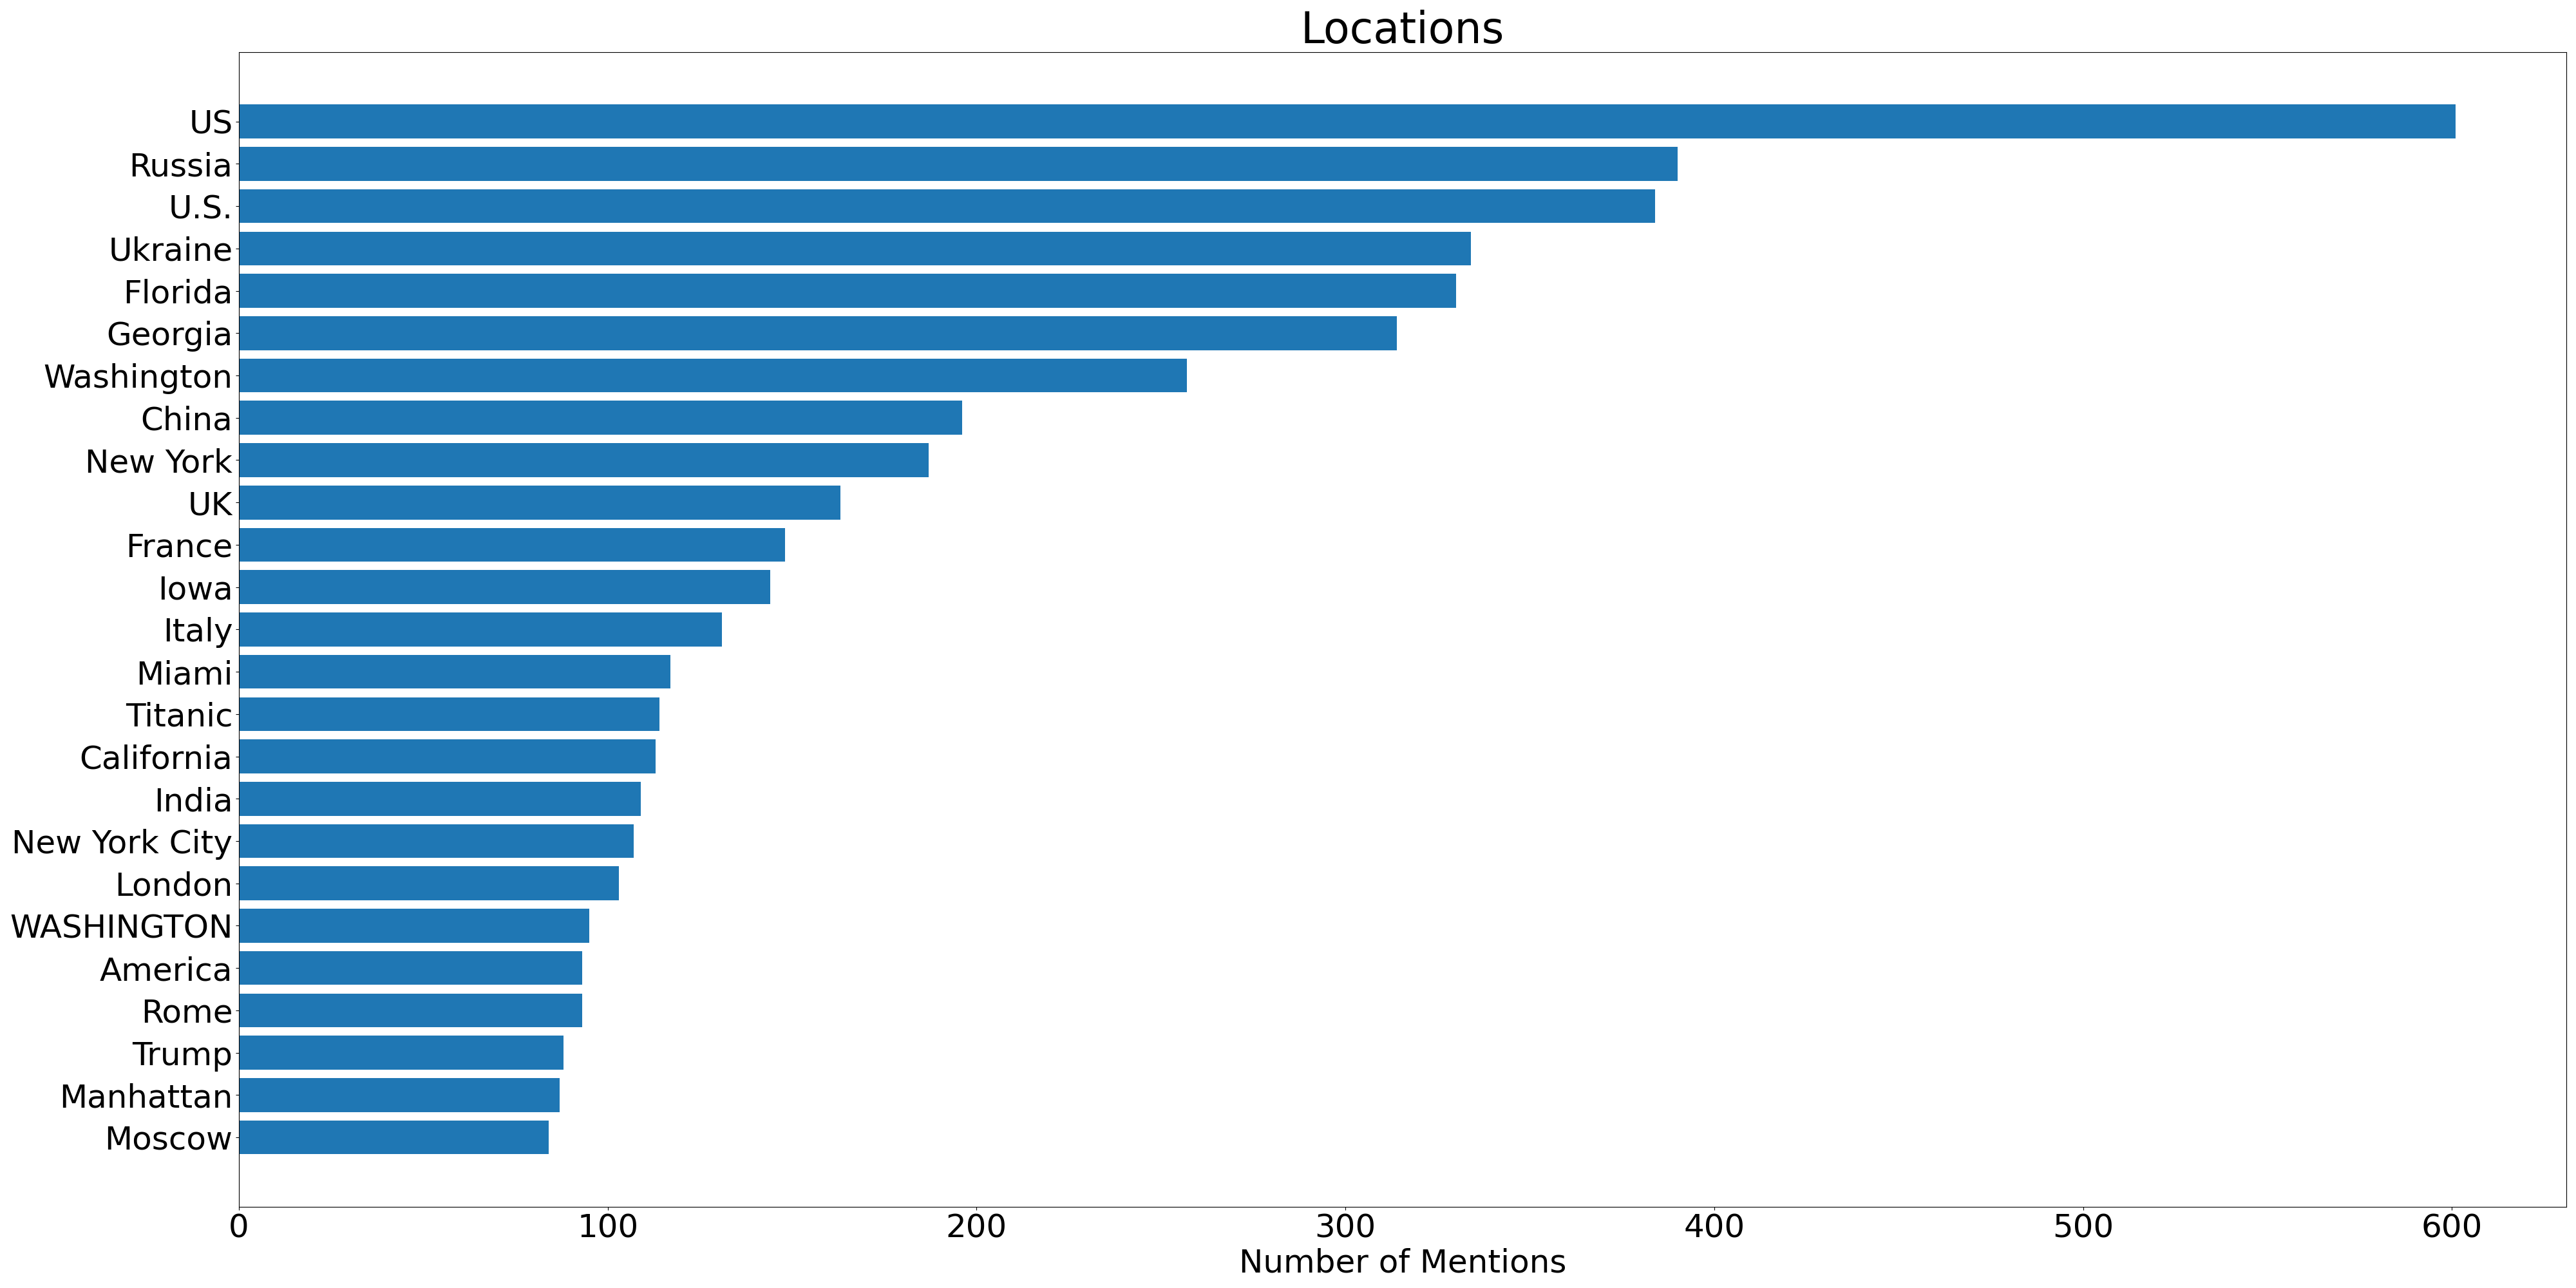 Locations
US
Russia
U.S.
Ukraine
Florida
Georgia
Washington
China
New York
UK
France
Iowa
Italy
Miami
Titanic
California
India
New York City
London
WASHINGTON
America
Rome
Trump
Manhattan
Moscow
0 100 200 300 400 500 600
Number of Mentions